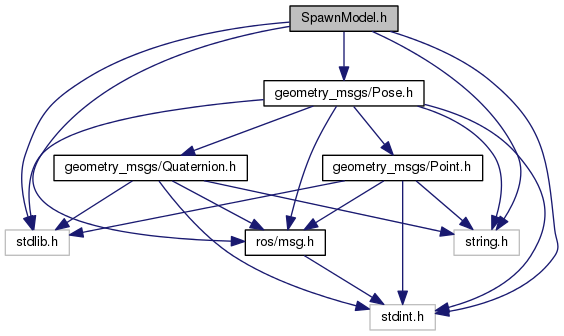 SpawnModel.h
geometry_msgs/Pose.h
geometry_msgs/Quaternion.h
geometry_msgs/Point.h
stdlib.h
ros/msg.h
string.h
stdint.h